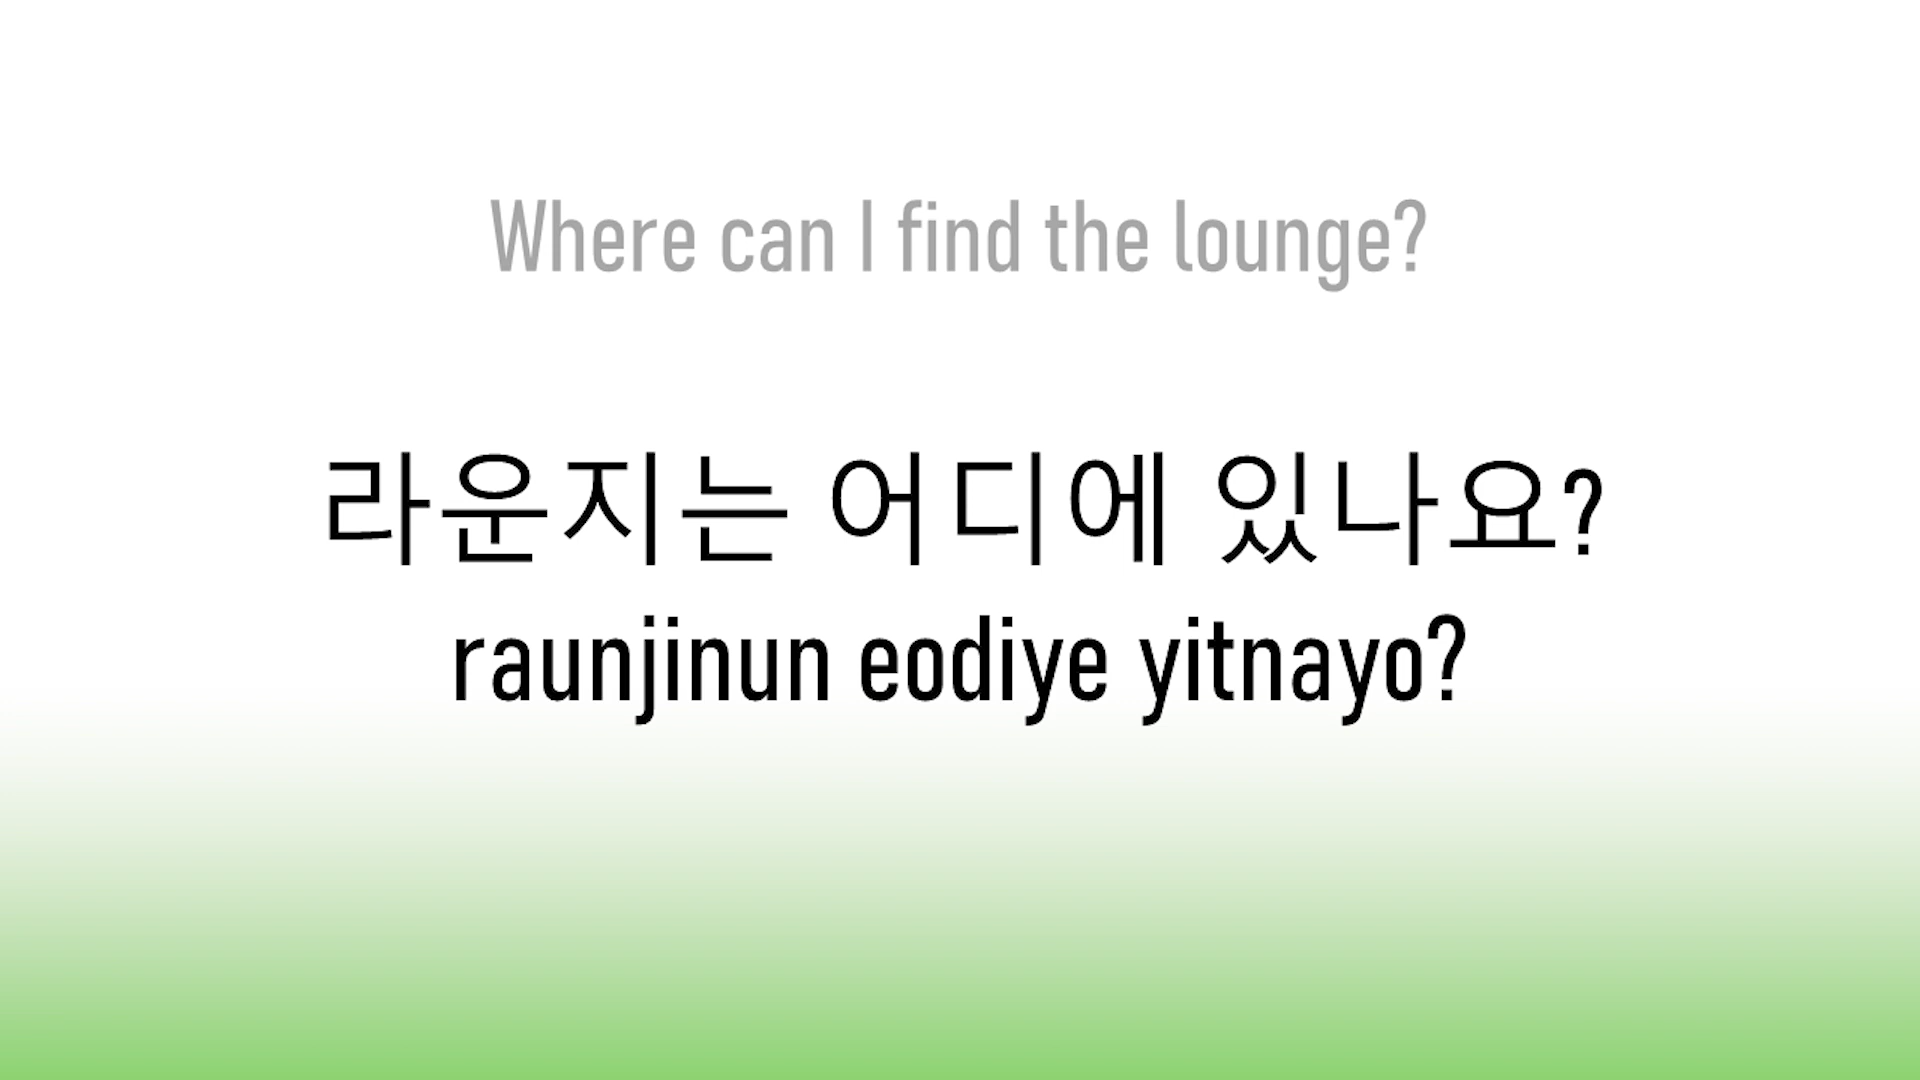 Where can I find the lounge?
라운지는 어디에 있나요?
raunjinun eodiye yitnayo?